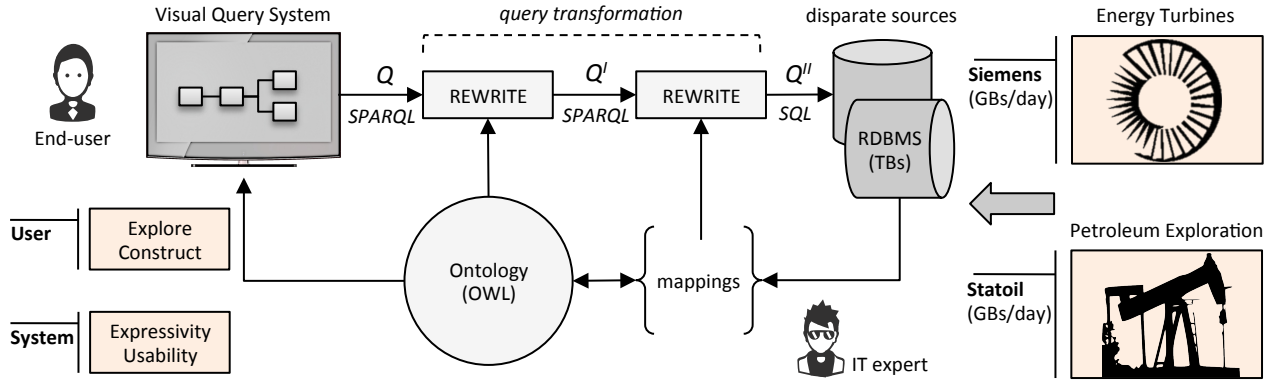 Visual Query System
query transformation
disparate sources
Energy Turbines
End-user
Q
SPARQL
REWRITE
Q^I
SPARQL
REWRITE
Q^II
SQL
RDBMS
(TBs)
Siemens
(GBs/day)
User
Explore
Construct
System
Expressivity
Usability
Ontology
(OWL)
mappings
IT expert
Petroleum Exploration
Statoil
(GBs/day)